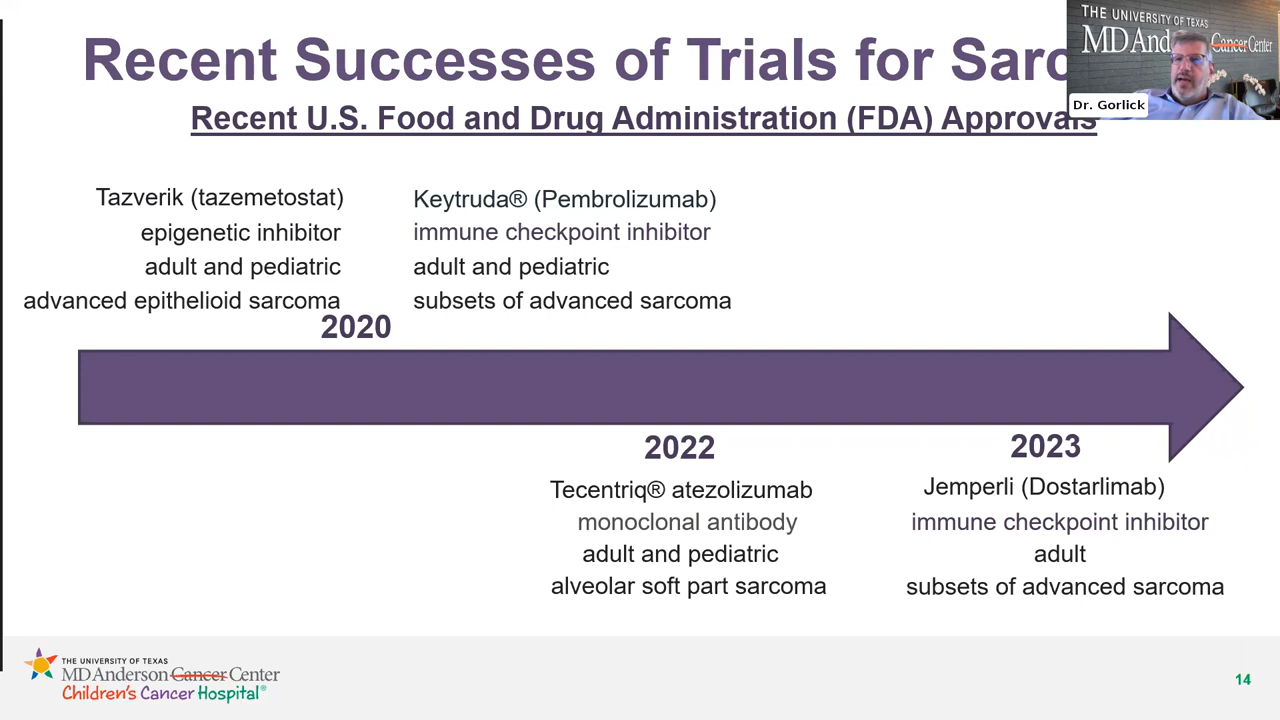 Recent Successes of Trials for Sarc
Recent U.S. Food and Drug Administration (FDA) Approvals
THE UNIVERSITY OF TEXAS
MD Anderson Cancer Center
Dr. Gorlick
Tazverik (tazemetostat)
epigenetic inhibitor
adult and pediatric
advanced epithelioid sarcoma
Keytruda® (Pembrolizumab)
immune checkpoint inhibitor
adult and pediatric
subsets of advanced sarcoma
2020
2022
Tecentriq® atezolizumab
monoclonal antibody
adult and pediatric
alveolar soft part sarcoma
2023
Jemperli (Dostarlimab)
immune checkpoint inhibitor
adult
subsets of advanced sarcoma
THE UNIVERSITY OF TEXAS
MD Anderson Cancer Center
Children's Cancer Hospital®
14